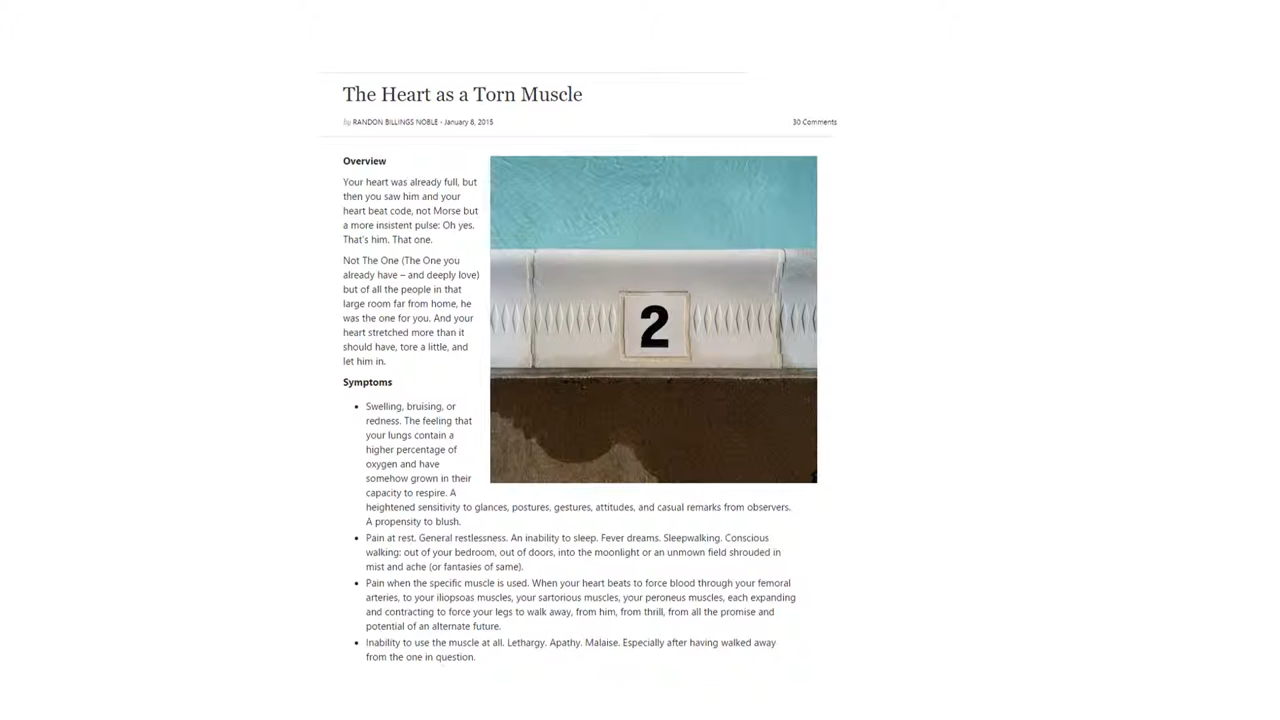 The Heart as a Torn Muscle
by RANDON BILLINGS NOBLE - January 8, 2015
30 Comments
Overview
Your heart was already full, but
then you saw him and your
heart beat code, not Morse but
a more insistent pulse: Oh yes.
That's him. That one.
Not The One (The One you
already have – and deeply love)
but of all the people in that
large room far from home, he
was the one for you. And your
heart stretched more than it
should have, tore a little, and
let him in.
2
Symptoms
• Swelling, bruising, or
redness. The feeling that
your lungs contain a
higher percentage of
oxygen and have
somehow grown in their
capacity to respire. A
heightened sensitivity to glances, postures, gestures, attitudes, and casual remarks from observers.
A propensity to blush.
• Pain at rest. General restlessness. An inability to sleep. Fever dreams. Sleepwalking. Conscious
walking: out of your bedroom, out of doors, into the moonlight or an unmown field shrouded in
mist and ache (or fantasies of same).
• Pain when the specific muscle is used. When your heart beats to force blood through your femoral
arteries, to your iliopsoas muscles, your sartorious muscles, your peroneus muscles, each expanding
and contracting to force your legs to walk away, from him, from thrill, from all the promise and
potential of an alternate future.
• Inability to use the muscle at all. Lethargy. Apathy. Malaise. Especially after having walked away
from the one in question.